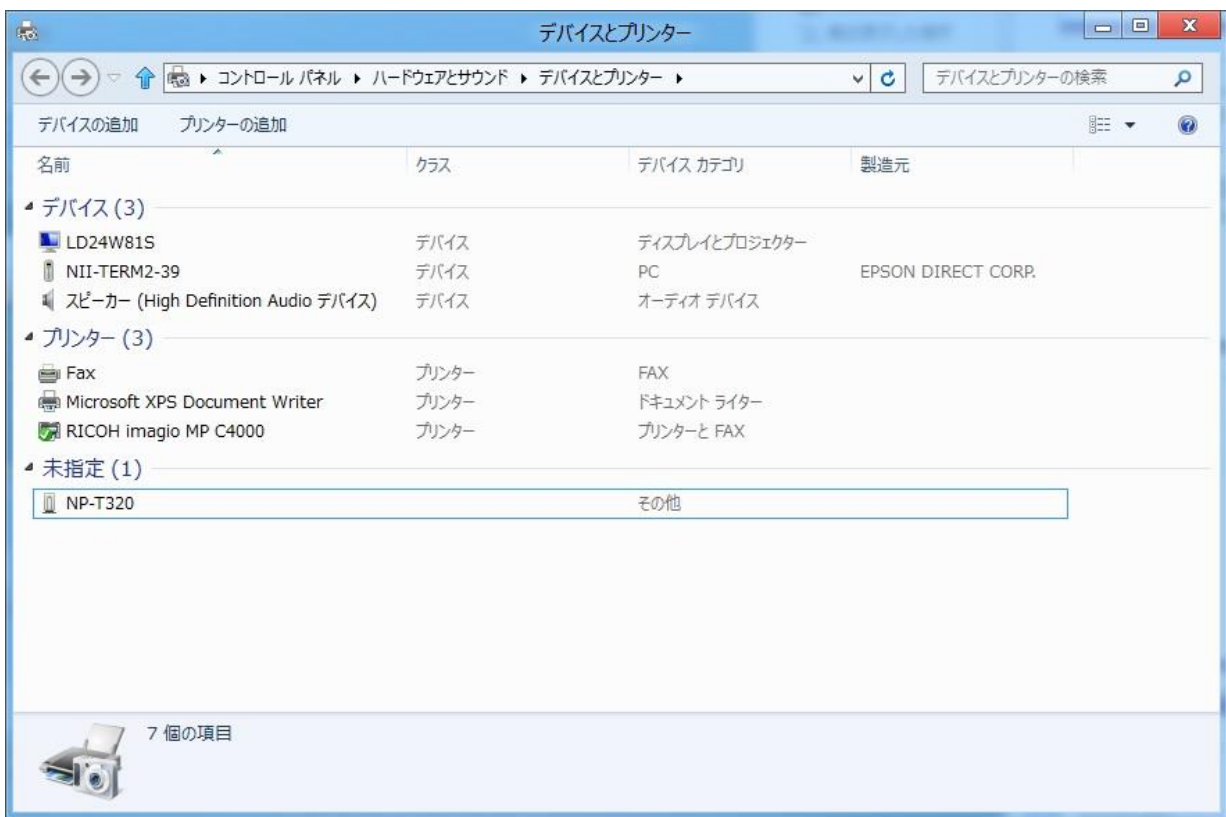 デバイスとプリンター
コントロール パネル ハードウェアとサウンド デバイスとプリンター デバイスとプリンターの検索
デバイスの追加 プリンターの追加
名前 クラス デバイス カテゴリ 製造元
デバイス (3)
LD24W81S デバイス ディスプレイとプロジェクター
NII-TERM2-39 デバイス PC EPSON DIRECT CORP.
スピーカー (High Definition Audio デバイス) デバイス オーディオ デバイス
プリンター (3)
Fax プリンター FAX
Microsoft XPS Document Writer プリンター ドキュメント ライター
RICOH imagio MP C4000 プリンター プリンターと FAX
未指定 (1)
NP-T320 その他
7 個の項目